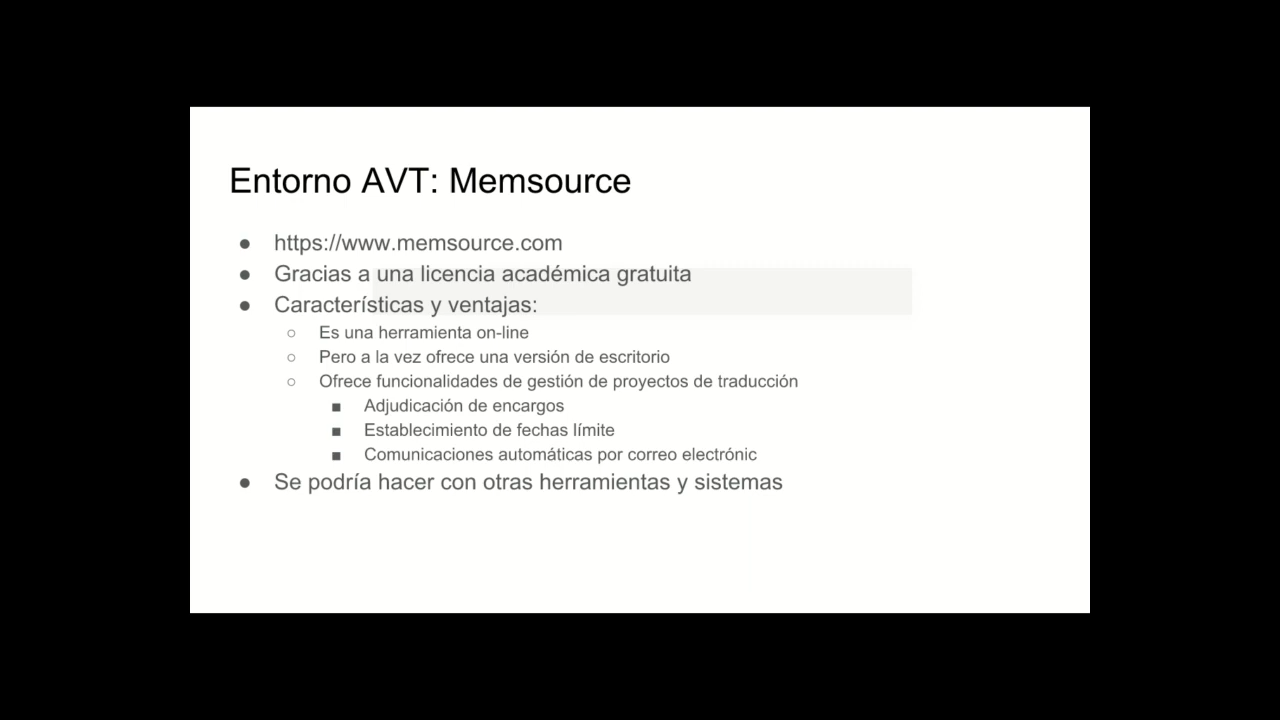 Entorno AVT: Memsource
● https://www.memsource.com
● Gracias a una licencia académica gratuita
● Características y ventajas:
○ Es una herramienta on-line
○ Pero a la vez ofrece una versión de escritorio
○ Ofrece funcionalidades de gestión de proyectos de traducción
■ Adjudicación de encargos
■ Establecimiento de fechas límite
■ Comunicaciones automáticas por correo electrónic
● Se podría hacer con otras herramientas y sistemas